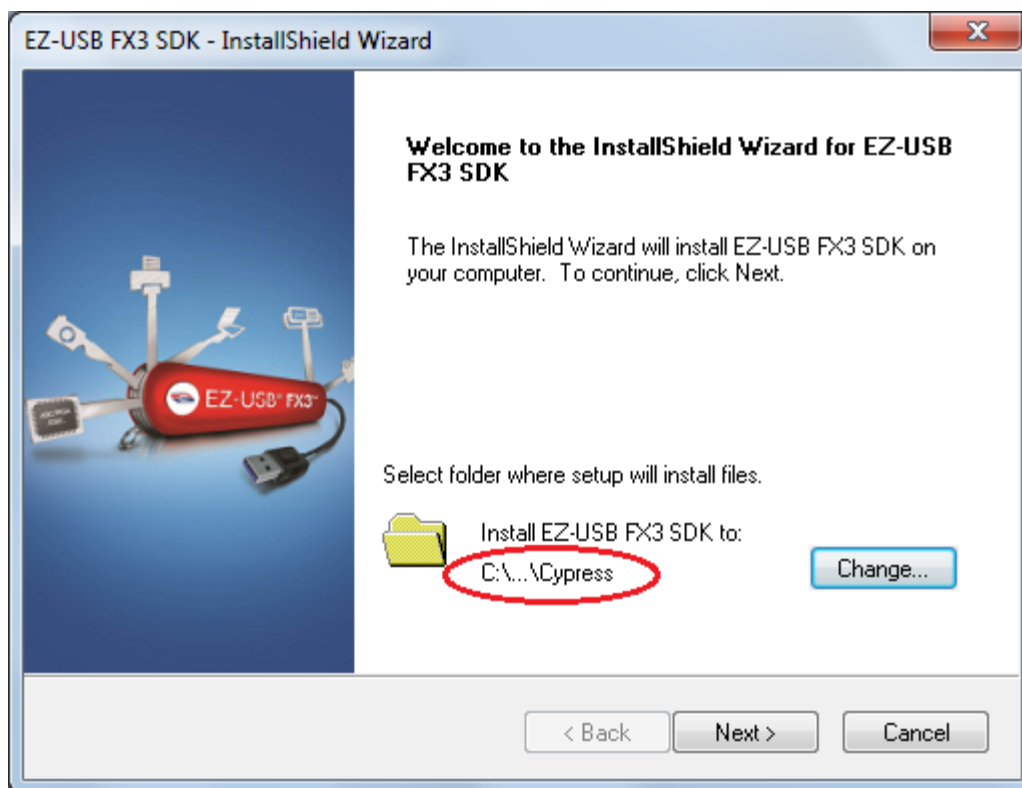 EZ-USB FX3 SDK - InstallShield Wizard
Welcome to the InstallShield Wizard for EZ-USB
FX3 SDK
The InstallShield Wizard will install EZ-USB FX3 SDK on
your computer. To continue, click Next.
EZ-USB® FX3™
Select folder where setup will install files.
Install EZ-USB FX3 SDK to:
C:\...\Cypress
Change...
< Back
Next >
Cancel